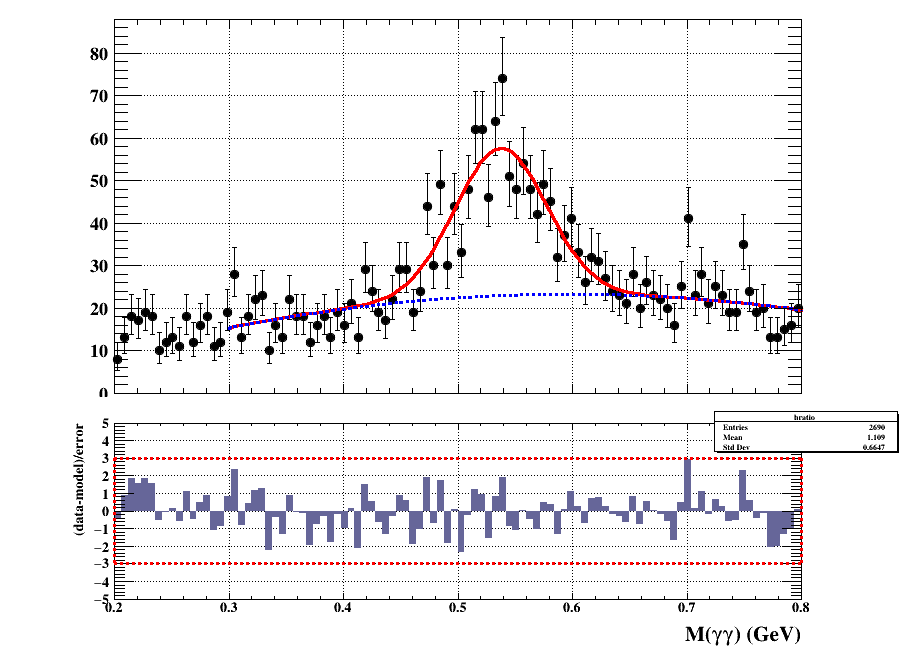 80
70
60
50
40
30
20
10
0
hratio
Entries 2690
Mean 1.109
Std Dev 0.6647
(data-model)/error
5
4
3
2
1
0
−1
−2
−3
−4
−5
0.2 0.3 0.4 0.5 0.6 0.7 0.8
M(γγ) (GeV)